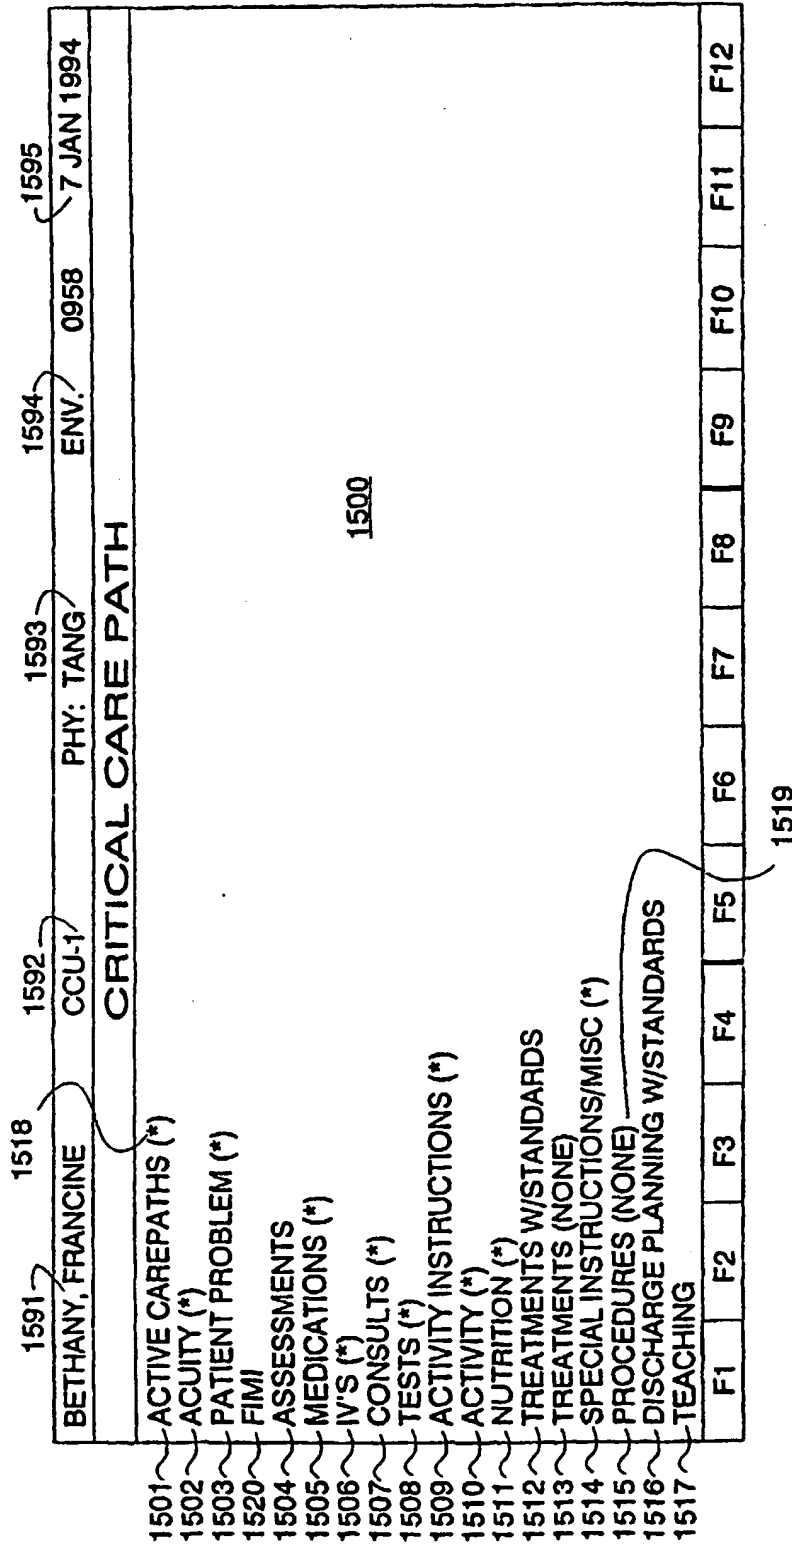 1591 1518 1592 1593 1594 1595
BETHANY, FRANCINE CCU-1 PHY: TANG ENV. 0958 7 JAN 1994
CRITICAL CARE PATH
1501 ACTIVE CAREPATHS (*)
1502 ACUITY (*)
1503 PATIENT PROBLEM (*)
1520 FIMI
1504 ASSESSMENTS
1505 MEDICATIONS (*)
1506 IV'S (*)
1500
1507 CONSULTS (*)
1508 TESTS (*)
1509 ACTIVITY INSTRUCTIONS (*)
1510 ACTIVITY (*)
1511 NUTRITION (*)
1512 TREATMENTS W/STANDARDS
1513 TREATMENTS (NONE)
1514 SPECIAL INSTRUCTIONS/MISC (*)
1515 PROCEDURES (NONE)
1516 DISCHARGE PLANNING W/STANDARDS
1517 TEACHING
F1 F2 F3 F4 F5 F6 F7 F8 F9 F10 F11 F12
1519